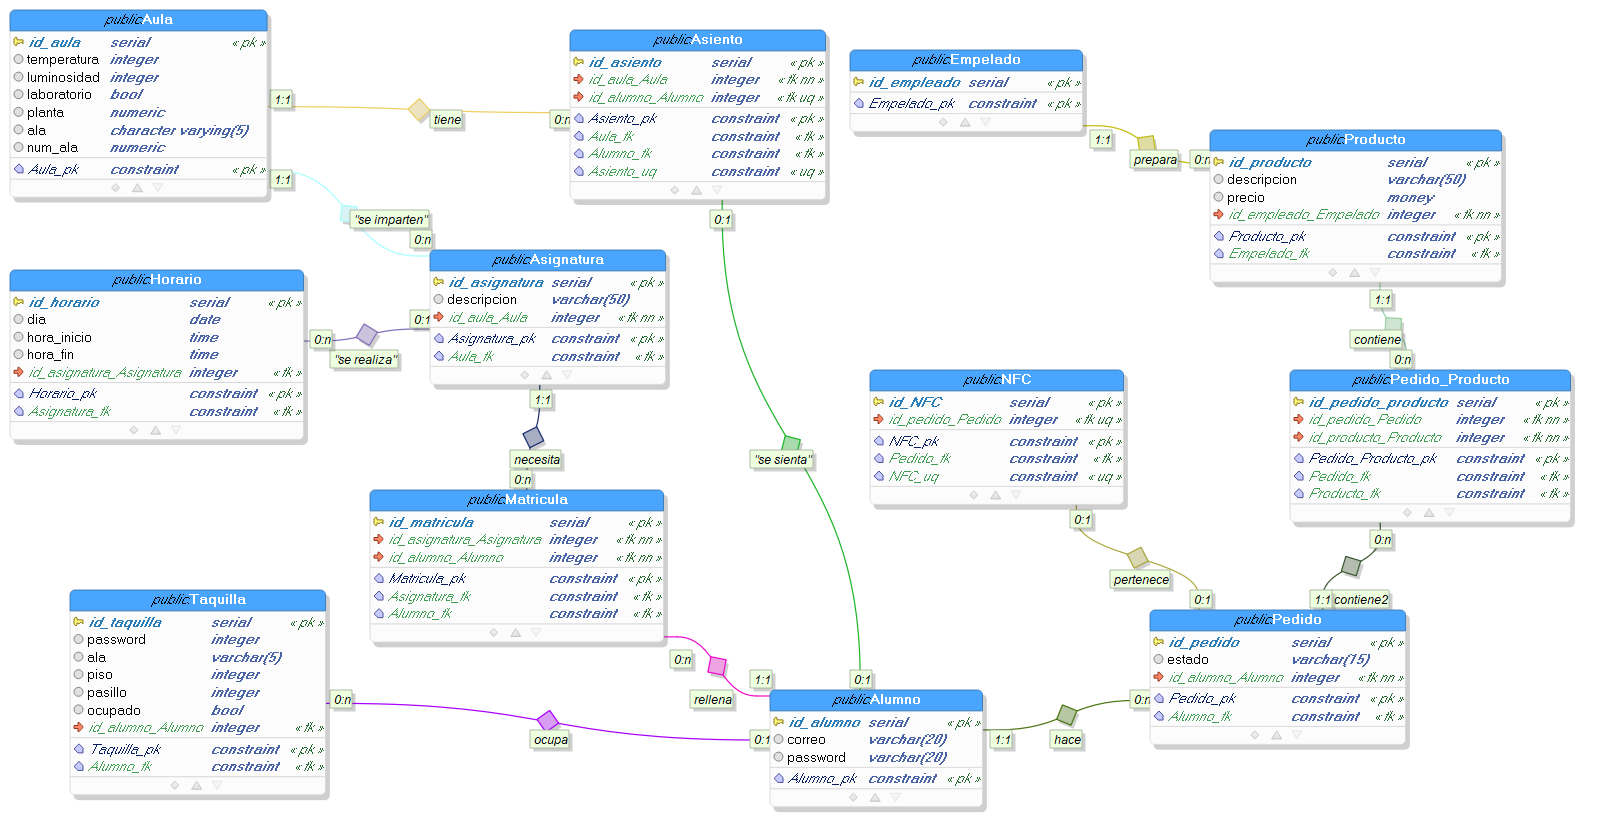 public.Aula
id_aula serial « pk »
temperatura integer
luminosidad integer
laboratorio bool
planta numeric
ala character varying(5)
num_ala numeric
Aula_pk constraint « pk »
public.Asiento
id_asiento serial « pk »
id_aula_Aula integer « fk nn »
id_alumno_Alumno integer « fk uq »
Asiento_pk constraint « pk »
Aula_fk constraint « fk »
Alumno_fk constraint « fk »
Asiento_uq constraint « uq »
public.Empelado
id_empleado serial « pk »
Empelado_pk constraint « pk »
public.Producto
id_producto serial « pk »
descripcion varchar(50)
precio money
id_empleado_Empelado integer « fk nn »
Producto_pk constraint « pk »
Empelado_fk constraint « fk »
1:1
tiene
0:n
1:1
prepara
0:n
1:1
"se imparten"
0:n
0:1
public.Horario
id_horario serial « pk »
dia date
hora_inicio time
hora_fin time
id_asignatura_Asignatura integer « fk »
Horario_pk constraint « pk »
Asignatura_fk constraint « fk »
public.Asignatura
id_asignatura serial « pk »
descripcion varchar(50)
id_aula_Aula integer « fk nn »
Asignatura_pk constraint « pk »
Aula_fk constraint « fk »
0:n
"se realiza"
0:1
1:1
contiene
0:n
public.NFC
id_NFC serial « pk »
id_pedido_Pedido integer « fk uq »
NFC_pk constraint « pk »
Pedido_fk constraint « fk »
NFC_uq constraint « uq »
public.Pedido_Producto
id_pedido_producto serial « pk »
id_pedido_Pedido integer « fk nn »
id_producto_Producto integer « fk nn »
Pedido_Producto_pk constraint « pk »
Pedido_fk constraint « fk »
Producto_fk constraint « fk »
1:1
necesita
0:n
"se sienta"
public.Matricula
id_matricula serial « pk »
id_asignatura_Asignatura integer « fk nn »
id_alumno_Alumno integer « fk nn »
Matricula_pk constraint « pk »
Asignatura_fk constraint « fk »
Alumno_fk constraint « fk »
0:1
pertenece
0:1
0:n
1:1
contiene2
public.Taquilla
id_taquilla serial « pk »
password integer
ala varchar(5)
piso integer
pasillo integer
ocupado bool
id_alumno_Alumno integer « fk »
Taquilla_pk constraint « pk »
Alumno_fk constraint « fk »
public.Pedido
id_pedido serial « pk »
estado varchar(15)
id_alumno_Alumno integer « fk nn »
Pedido_pk constraint « pk »
Alumno_fk constraint « fk »
0:n
rellena
1:1
0:1
0:n
ocupa
0:1
public.Alumno
id_alumno serial « pk »
correo varchar(20)
password varchar(20)
Alumno_pk constraint « pk »
1:1
hace
0:n